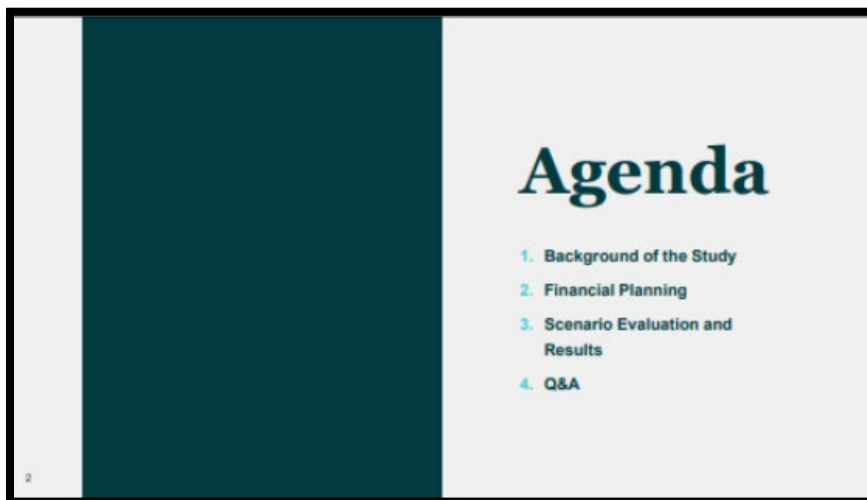 Agenda
1. Background of the Study
2. Financial Planning
3. Scenario Evaluation and
Results
4. Q&A
2